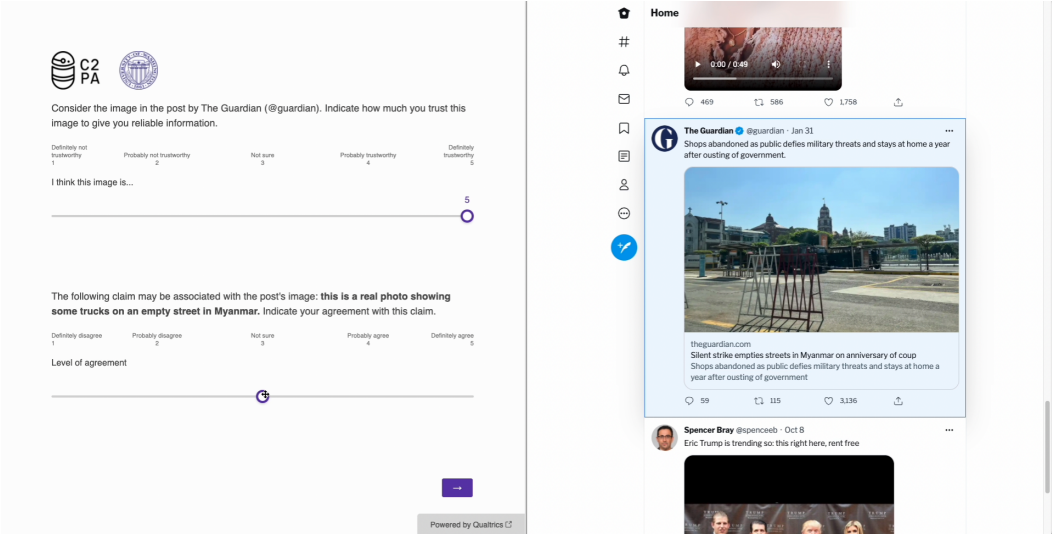 C2
PA
Consider the image in the post by The Guardian (@guardian). Indicate how much you trust this
image to give you reliable information.
Definitely not trustworthy 1
Probably not trustworthy 2
Not sure 3
Probably trustworthy 4
Definitely trustworthy 5
I think this image is...
5
The following claim may be associated with the post's image: this is a real photo showing
some trucks on an empty street in Myanmar. Indicate your agreement with this claim.
Definitely disagree 1
Probably disagree 2
Not sure 3
Probably agree 4
Definitely agree 5
Level of agreement
→
Powered by Qualtrics
Home
0:00 / 0:49
469 586 1,758
The Guardian @guardian · Jan 31
Shops abandoned as public defies military threats and stays at home a year
after ousting of government.
theguardian.com
Silent strike empties streets in Myanmar on anniversary of coup
Shops abandoned as public defies military threats and stays at home a
year after ousting of government
59 115 3,136
Spencer Bray @spenceeb · Oct 8
Eric Trump is trending so: this right here, rent free